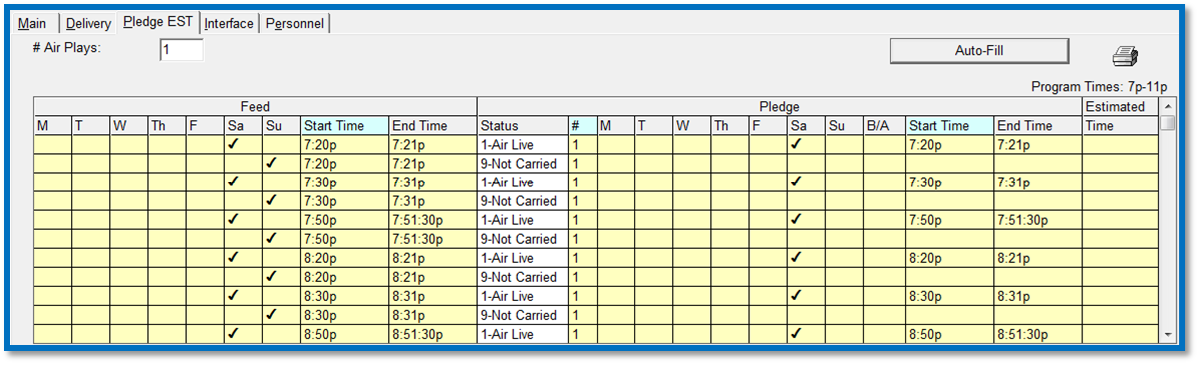 Main Delivery Pledge EST Interface Personnel
# Air Plays: 1 Auto-Fill
Program Times: 7p-11p
Feed Pledge Estimated
M T W Th F Sa Su Start Time End Time Status # M T W Th F Sa Su B/A Start Time End Time Time
✓ 7:20p 7:21p 1-Air Live 1 ✓ 7:20p 7:21p
✓ 7:20p 7:21p 9-Not Carried 1
✓ 7:30p 7:31p 1-Air Live 1 ✓ 7:30p 7:31p
✓ 7:30p 7:31p 9-Not Carried 1
✓ 7:50p 7:51:30p 1-Air Live 1 ✓ 7:50p 7:51:30p
✓ 7:50p 7:51:30p 9-Not Carried 1
✓ 8:20p 8:21p 1-Air Live 1 ✓ 8:20p 8:21p
✓ 8:20p 8:21p 9-Not Carried 1
✓ 8:30p 8:31p 1-Air Live 1 ✓ 8:30p 8:31p
✓ 8:30p 8:31p 9-Not Carried 1
✓ 8:50p 8:51:30p 1-Air Live 1 ✓ 8:50p 8:51:30p